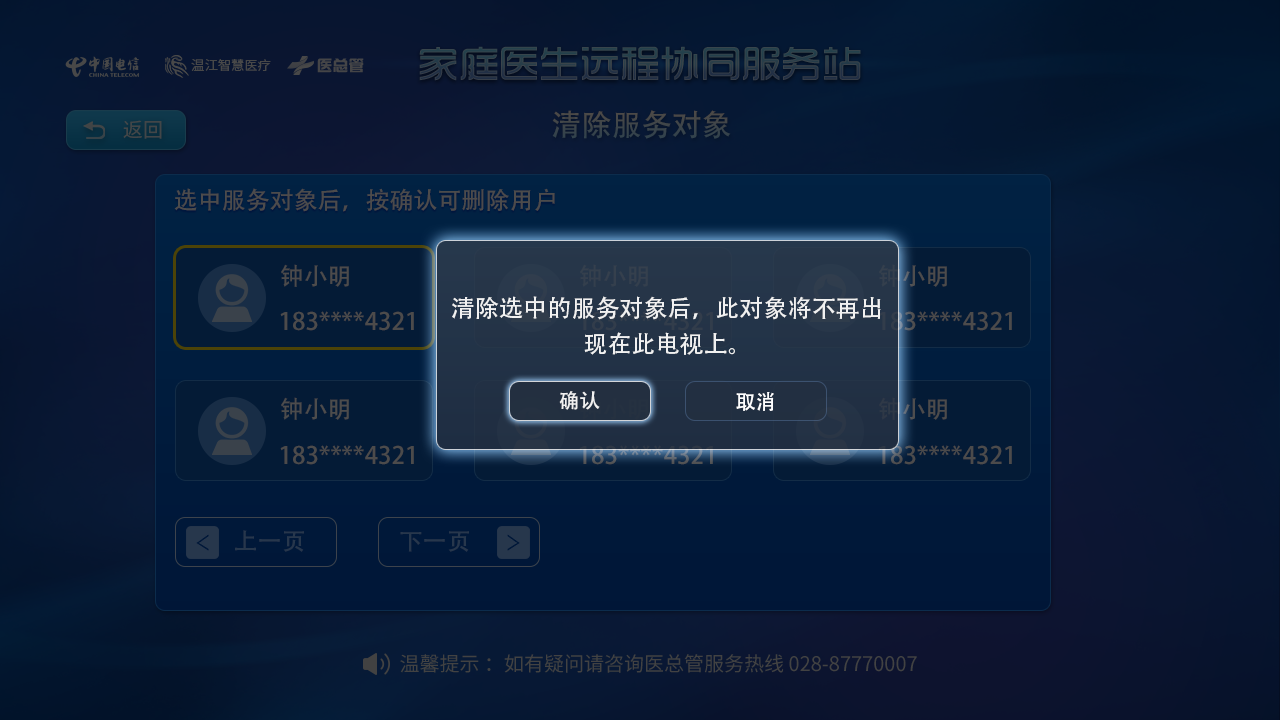 中国电信 温江智慧医疗 医总管 家庭医生远程协同服务站
CHINA TELECOM
返回 清除服务对象
选中服务对象后，按确认可删除用户
钟小明 钟小明 钟小明
183****4321 183****4321 183****4321
清除选中的服务对象后，此对象将不再出
现在此电视上。
确认 取消
钟小明 钟小明
183****4321 183****4321 183****4321
< 上一页 下一页 >
温馨提示：如有疑问请咨询医总管服务热线 028-87770007